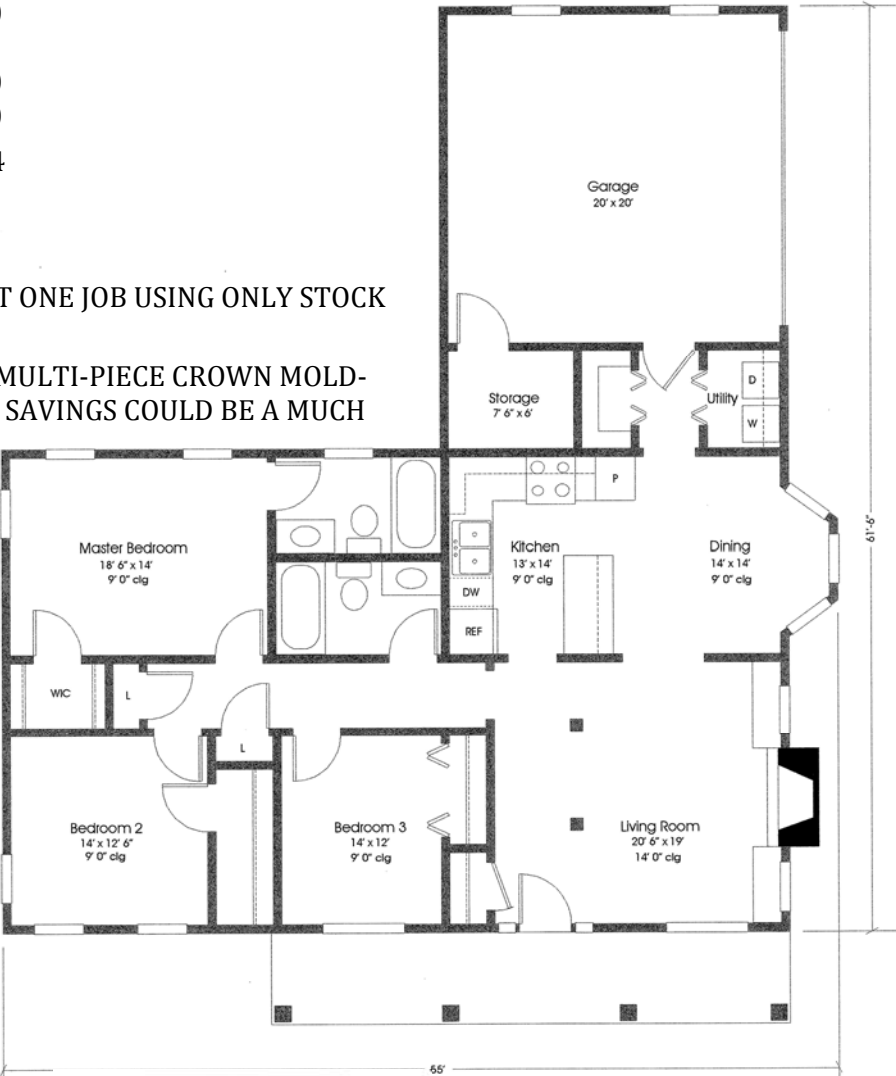 T ONE JOB USING ONLY STOCK
MULTI-PIECE CROWN MOLD-
SAVINGS COULD BE A MUCH
Garage
20' x 20'
Storage
7' 6" x 6'
Utility
D
W
P
Master Bedroom
18' 6" x 14'
9' 0" clg
Kitchen
13' x 14'
9' 0" clg
Dining
14' x 14'
9' 0" clg
DW
REF
61'-6"
WIC
L
L
Bedroom 2
14' x 12' 6"
9' 0" clg
Bedroom 3
14' x 12'
9' 0" clg
Living Room
20' 6" x 19'
14' 0" clg